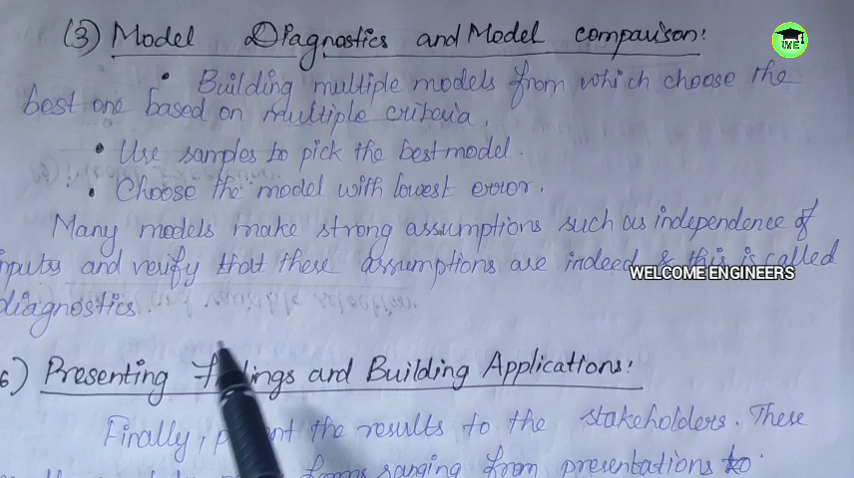 IME
(3) Model Diagnostics and Model comparison:
• Building multiple models from which choose the
best one based on multiple criteria.
• Use samples to pick the best model.
• Choose the model with lowest error.
Many models make strong assumptions such as independence of
inputs and verify that these assumptions are indeed & this is called
WELCOME ENGINEERS
diagnostics.
6) Presenting Findings and Building Applications:
Finally, present the results to the stakeholders. These
forms ranging from presentations to